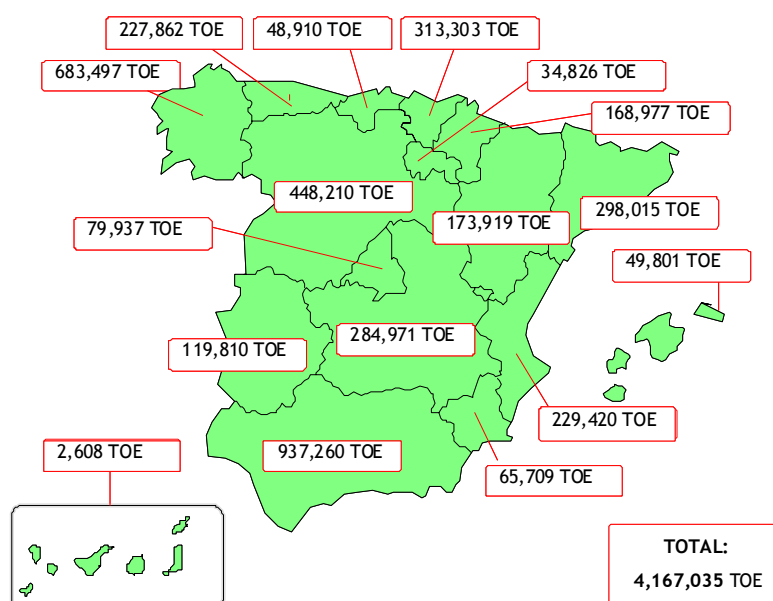 227,862 TOE
48,910 TOE
313,303 TOE
683,497 TOE
34,826 TOE
168,977 TOE
448,210 TOE
79,937 TOE
173,919 TOE
298,015 TOE
49,801 TOE
119,810 TOE
284,971 TOE
229,420 TOE
2,608 TOE
937,260 TOE
65,709 TOE
TOTAL:
4,167,035 TOE